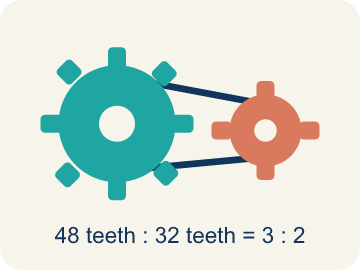 48 teeth : 32 teeth = 3 : 2